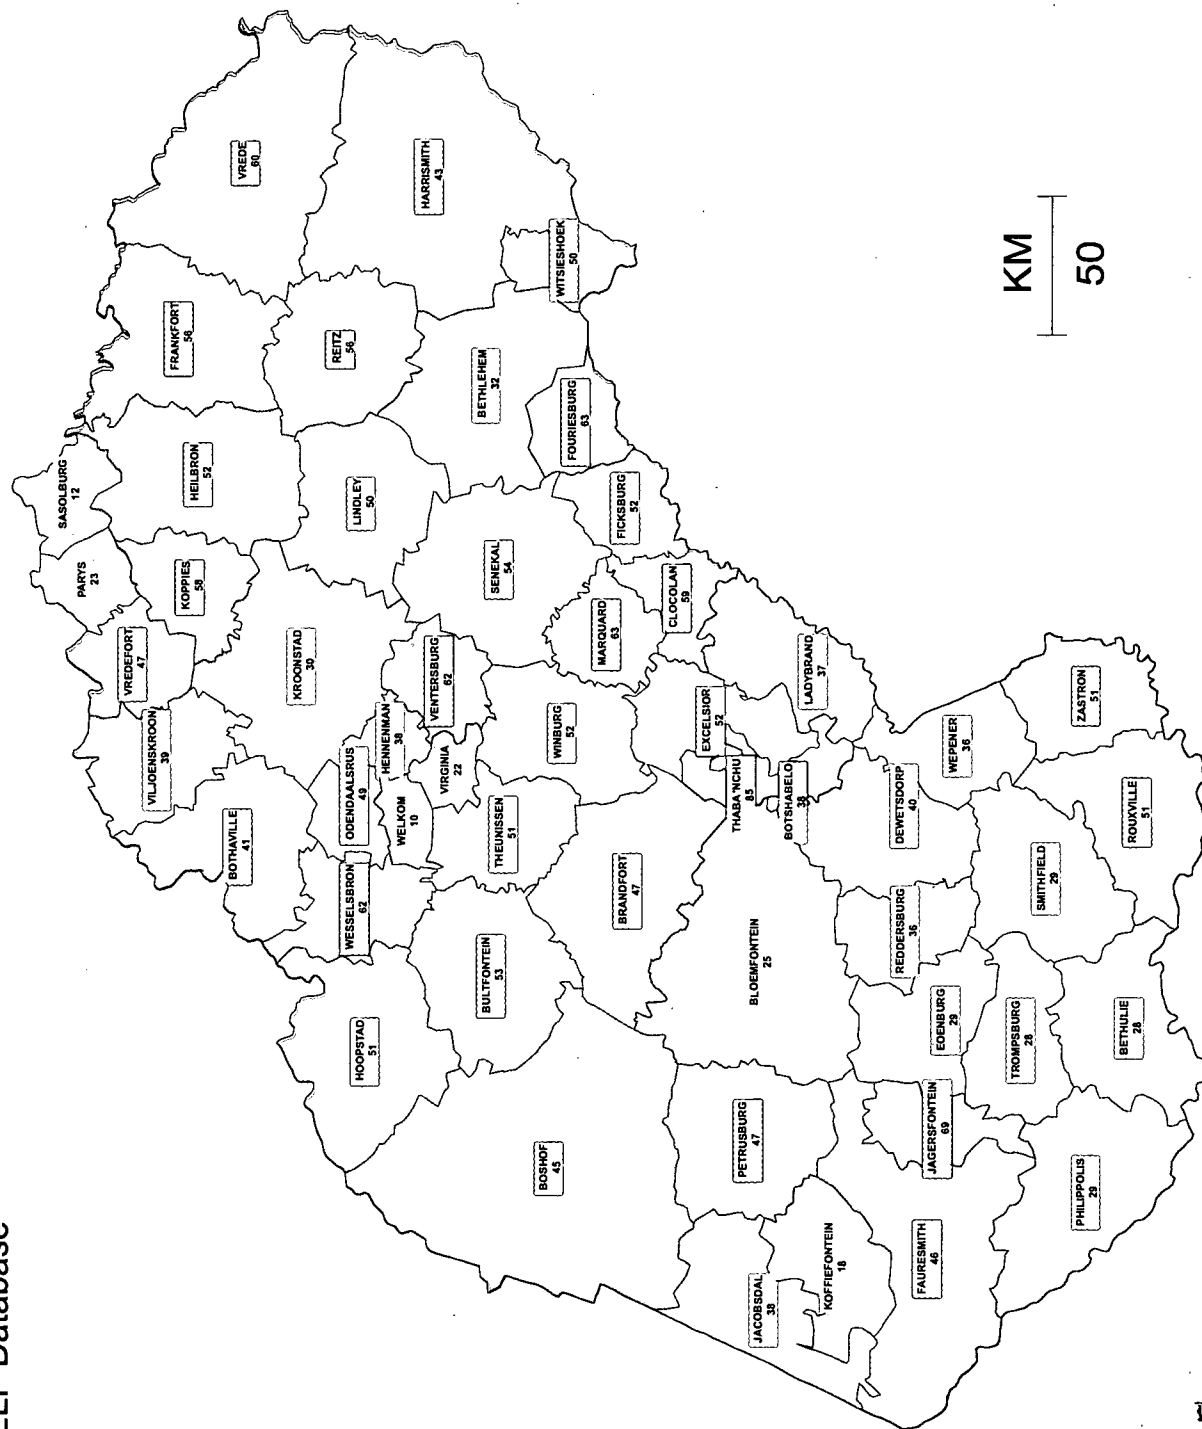 Database
SASOLBURG
12
PARYS
23
VREDEFORT
47
VILJOENSKROON
39
KOPPIES
58
HEILBRON
52
FRANKFORT
58
VREDE
60
BOTHAVILLE
41
KROONSTAD
30
LINDLEY
50
REITZ
56
HARRISMITH
43
HOOPSTAD
51
WESSELSBRON
62
ODENDAALSRUS
49
HENNENMAN
38
WELKOM
10
VIRGINIA
22
VENTERSBURG
62
SENEKAL
54
BETHLEHEM
32
WITSIESHOEK
50
BULTFONTEIN
53
THEUNISSEN
51
WINBURG
52
MARQUARD
63
FICKSBURG
52
FOURIESBURG
63
BOSHOF
45
BRANDFORT
47
EXCELSIOR
52
CLOCOLAN
59
PETRUSBURG
47
BLOEMFONTEIN
25
THABA'NCHU
85
BOTSHABELO
38
LADYBRAND
37
JACOBSDAL
38
KOFFIEFONTEIN
18
FAURESMITH
46
JAGERSFONTEIN
69
EOENBURG
29
REDDERSBURG
36
DEWETSDORP
40
WEPENER
36
TROMPSBURG
28
SMITHFIELD
29
ZASTRON
51
PHILIPPOLIS
29
BETHULIE
28
ROUXVILLE
51
KM
50